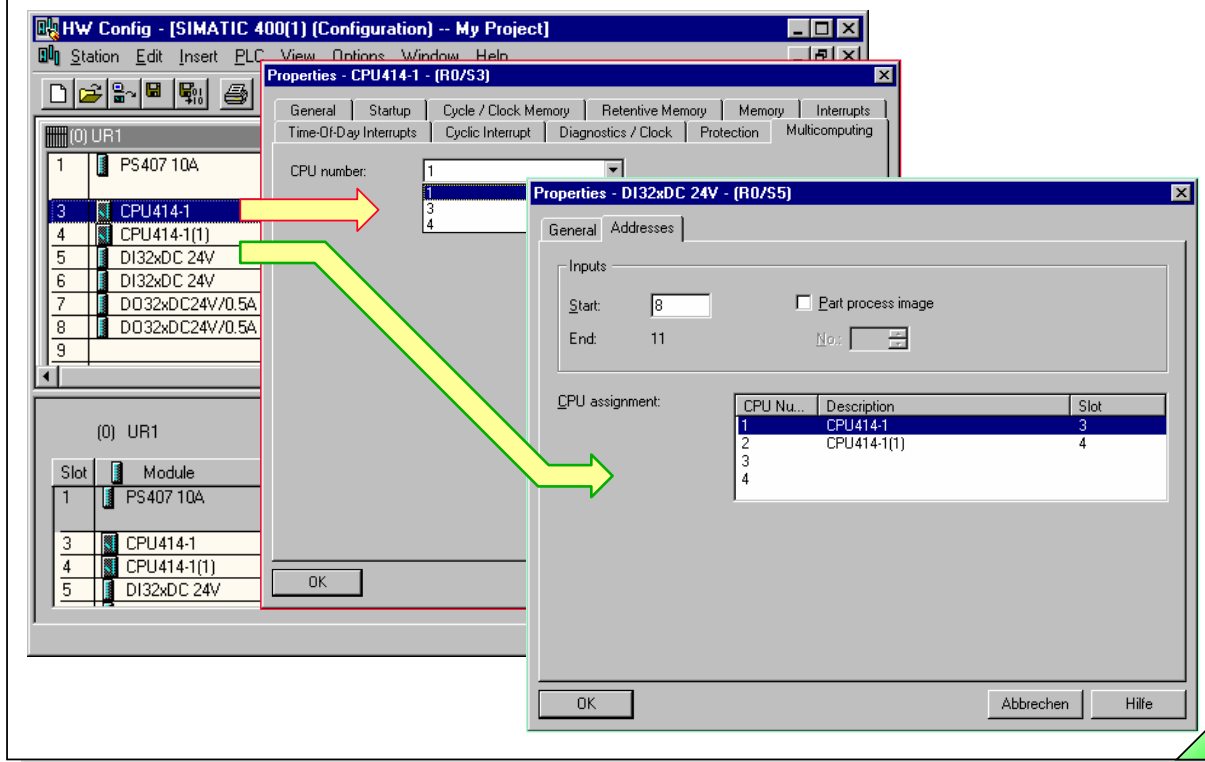 HW Config - [SIMATIC 400(1) (Configuration) -- My Project]
Station Edit Insert PLC View Options Window Help
(0) UR1
1 PS407 10A
3 CPU414-1
4 CPU414-1(1)
5 DI32xDC 24V
6 DI32xDC 24V
7 DO32xDC24V/0.5A
8 DO32xDC24V/0.5A
9
(0) UR1
Slot Module
1 PS407 10A
3 CPU414-1
4 CPU414-1(1)
5 DI32xDC 24V
Properties - CPU414-1 - (R0/S3)
General Startup Cycle / Clock Memory Retentive Memory Memory Interrupts
Time-Of-Day Interrupts Cyclic Interrupt Diagnostics / Clock Protection Multicomputing
CPU number: 1
1
3
4
OK
Properties - DI32xDC 24V - (R0/S5)
General Addresses
Inputs
Start: 8 Part process image
End: 11 No.:
CPU assignment:
CPU Nu... Description Slot
1 CPU414-1 3
2 CPU414-1(1) 4
3
4
OK Abbrechen Hilfe